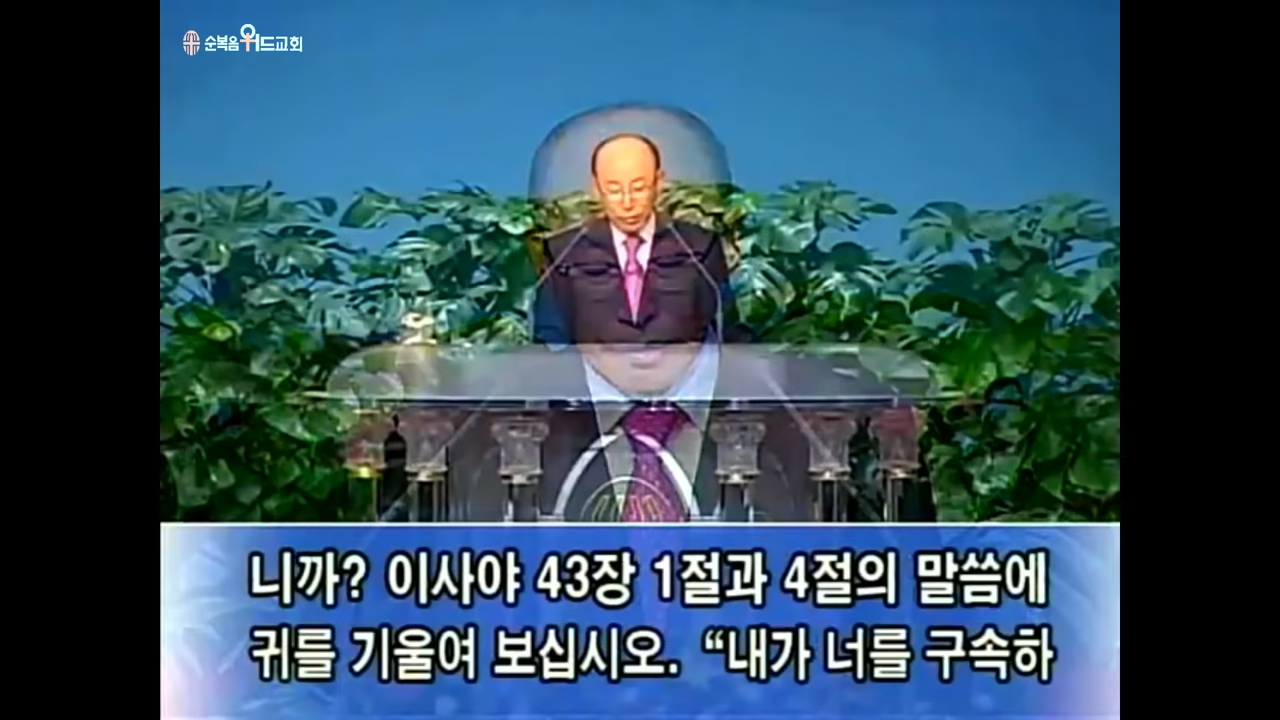 순복음워드교회
니까? 이사야 43장 1절과 4절의 말씀에
귀를 기울여 보십시오. “내가 너를 구속하